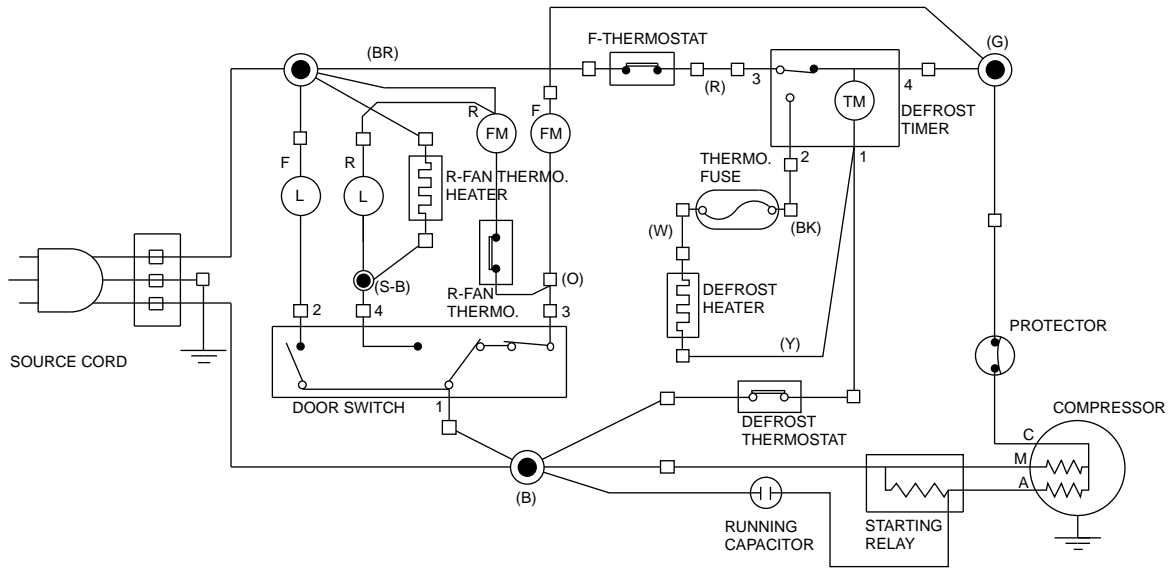 (G)
(BR)
F-THERMOSTAT
(R)
3
4
TM
DEFROST
TIMER
R
F
FM
FM
THERMO.
FUSE
2
1
F
R
L
L
R-FAN THERMO.
HEATER
(BK)
(W)
(S-B)
(O)
DEFROST
HEATER
R-FAN
THERMO.
2
4
3
(Y)
PROTECTOR
SOURCE CORD
DOOR SWITCH
1
DEFROST
THERMOSTAT
COMPRESSOR
C
M
A
(B)
RUNNING
CAPACITOR
STARTING
RELAY